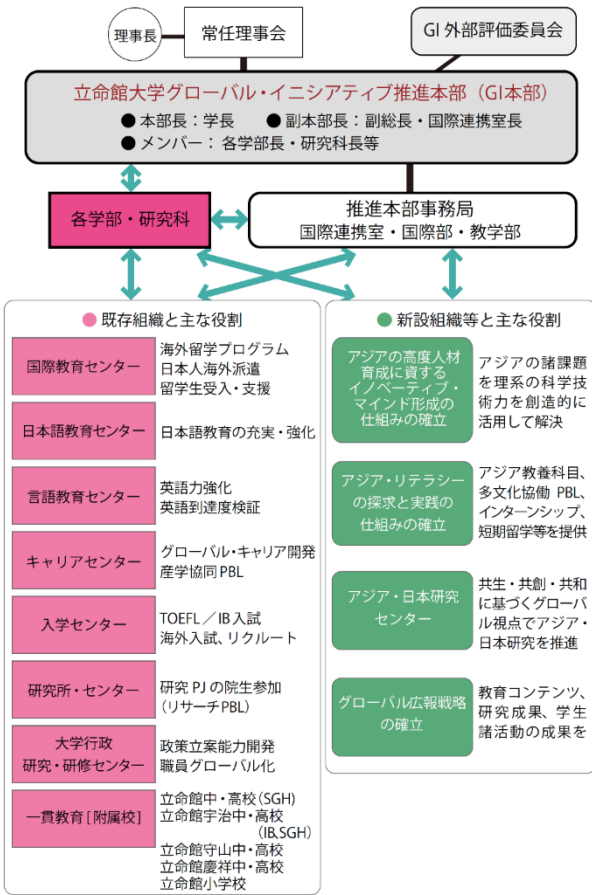 理事長
常任理事会
GI 外部評価委員会
立命館大学グローバル・イニシアティブ推進本部（GI本部）
● 本部長：学長　● 副本部長：副総長・国際連携室長
● メンバー：各学部長・研究科長等
各学部・研究科
推進本部事務局
国際連携室・国際部・教学部
● 既存組織と主な役割
国際教育センター
海外留学プログラム
日本人海外派遣
留学生受入・支援
日本語教育センター
日本語教育の充実・強化
言語教育センター
英語力強化
英語到達度検証
キャリアセンター
グローバル・キャリア開発
産学協同 PBL
入学センター
TOEFL／IB 入試
海外入試、リクルート
研究所・センター
研究 PJ の院生参加
（リサーチPBL）
大学行政
研究・研修センター
政策立案能力開発
職員グローバル化
一貫教育 [ 附属校 ]
立命館中・高校（SGH）
立命館宇治中・高校
（IB,SGH）
立命館守山中・高校
立命館慶祥中・高校
立命館小学校
● 新設組織等と主な役割
アジアの高度人材
育成に資する
イノベーティブ・
マインド形成の
仕組みの確立
アジアの諸課題
を理系の科学技
術力を創造的に
活用して解決
アジア・リテラシー
の探求と実践の
仕組みの確立
アジア教養科目、
多文化協働 PBL、
インターンシップ、
短期留学等を提供
アジア・日本研究
センター
共生・共創・共和
に基づくグローバ
ル視点でアジア・
日本研究を推進
グローバル広報戦略
の確立
教育コンテンツ、
研究成果、学生
諸活動の成果を